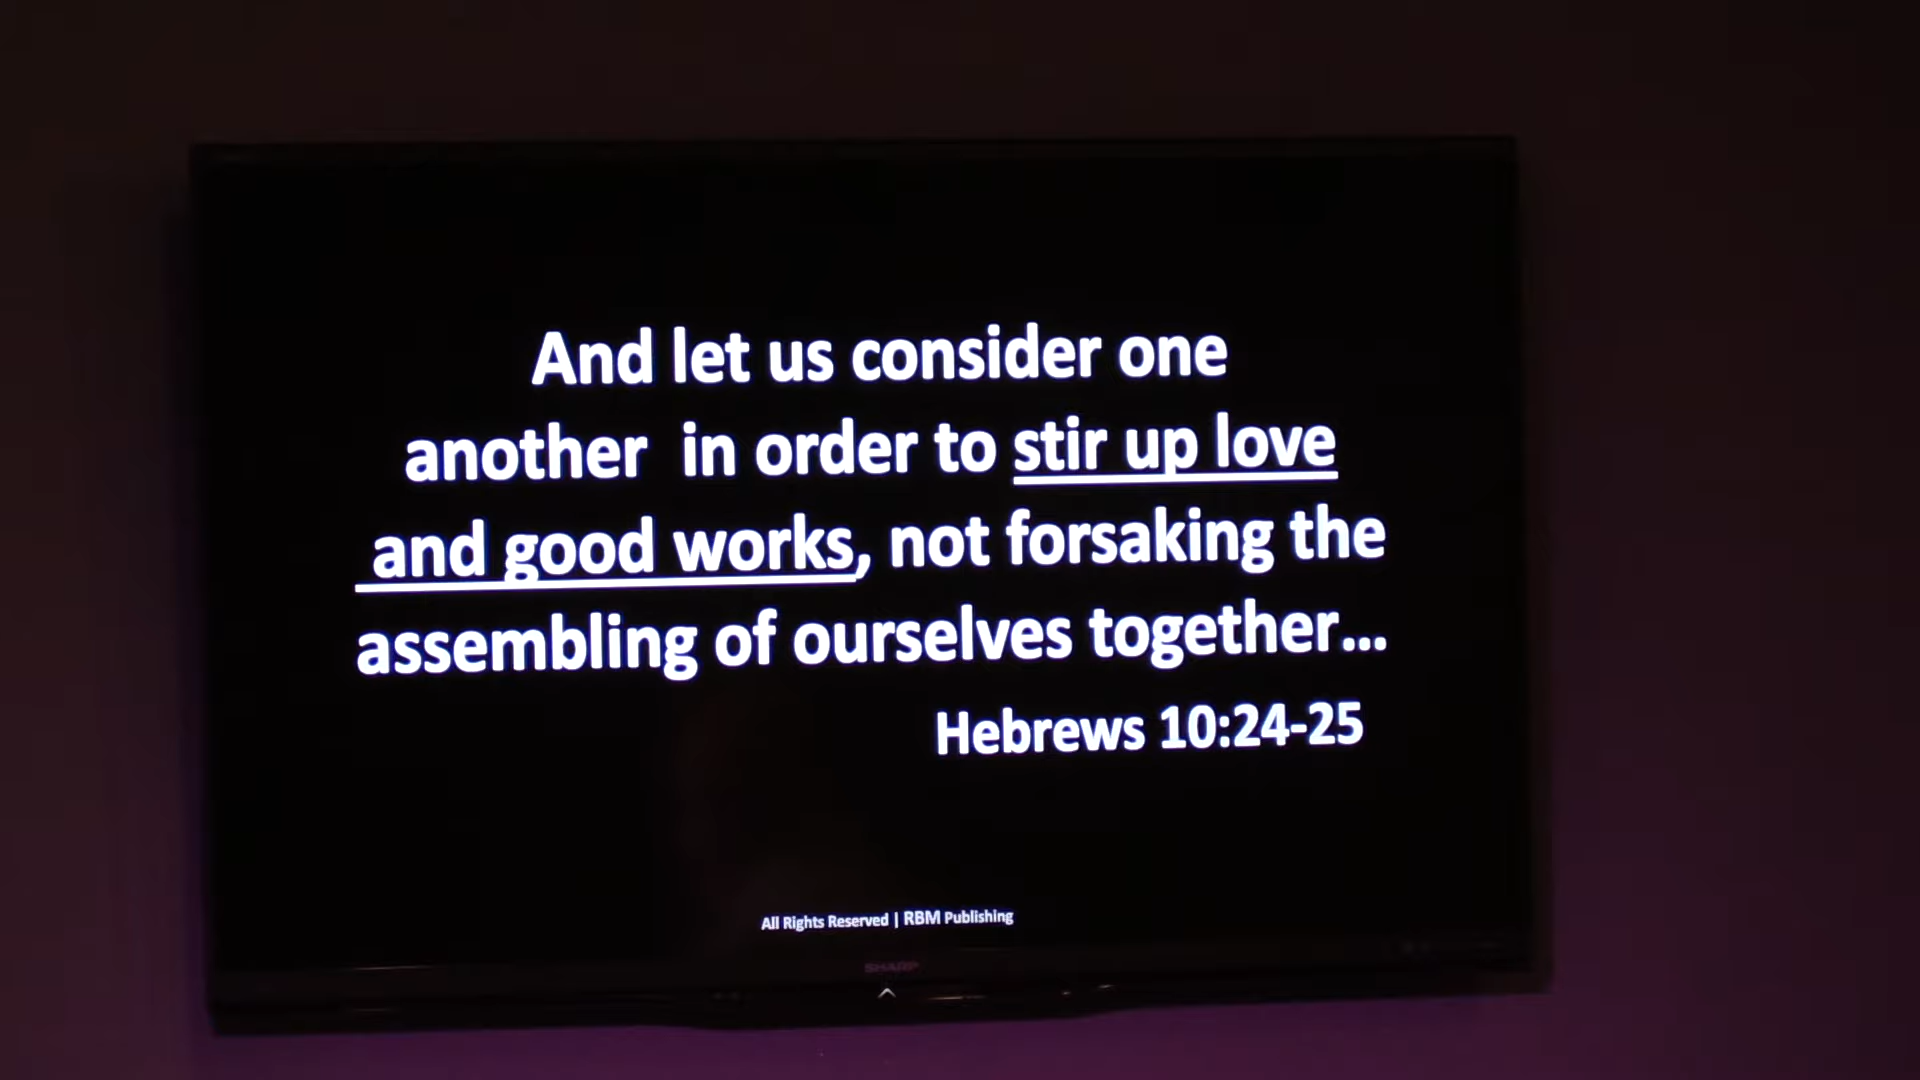 And let us consider one
another in order to stir up love
and good works, not forsaking the
assembling of ourselves together...
Hebrews 10:24-25
All Rights Reserved | RBM Publishing
SHARP